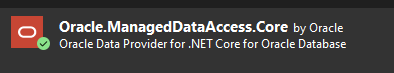 Oracle.ManagedDataAccess.Core by Oracle
Oracle Data Provider for .NET Core for Oracle Database